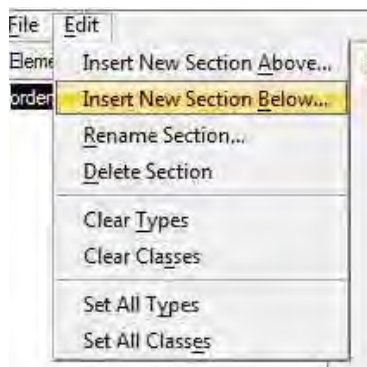 File Edit
Eleme
Insert New Section Above...
orden
Insert New Section Below...
Rename Section...
Delete Section
Clear Types
Clear Classes
Set All Types
Set All Classes